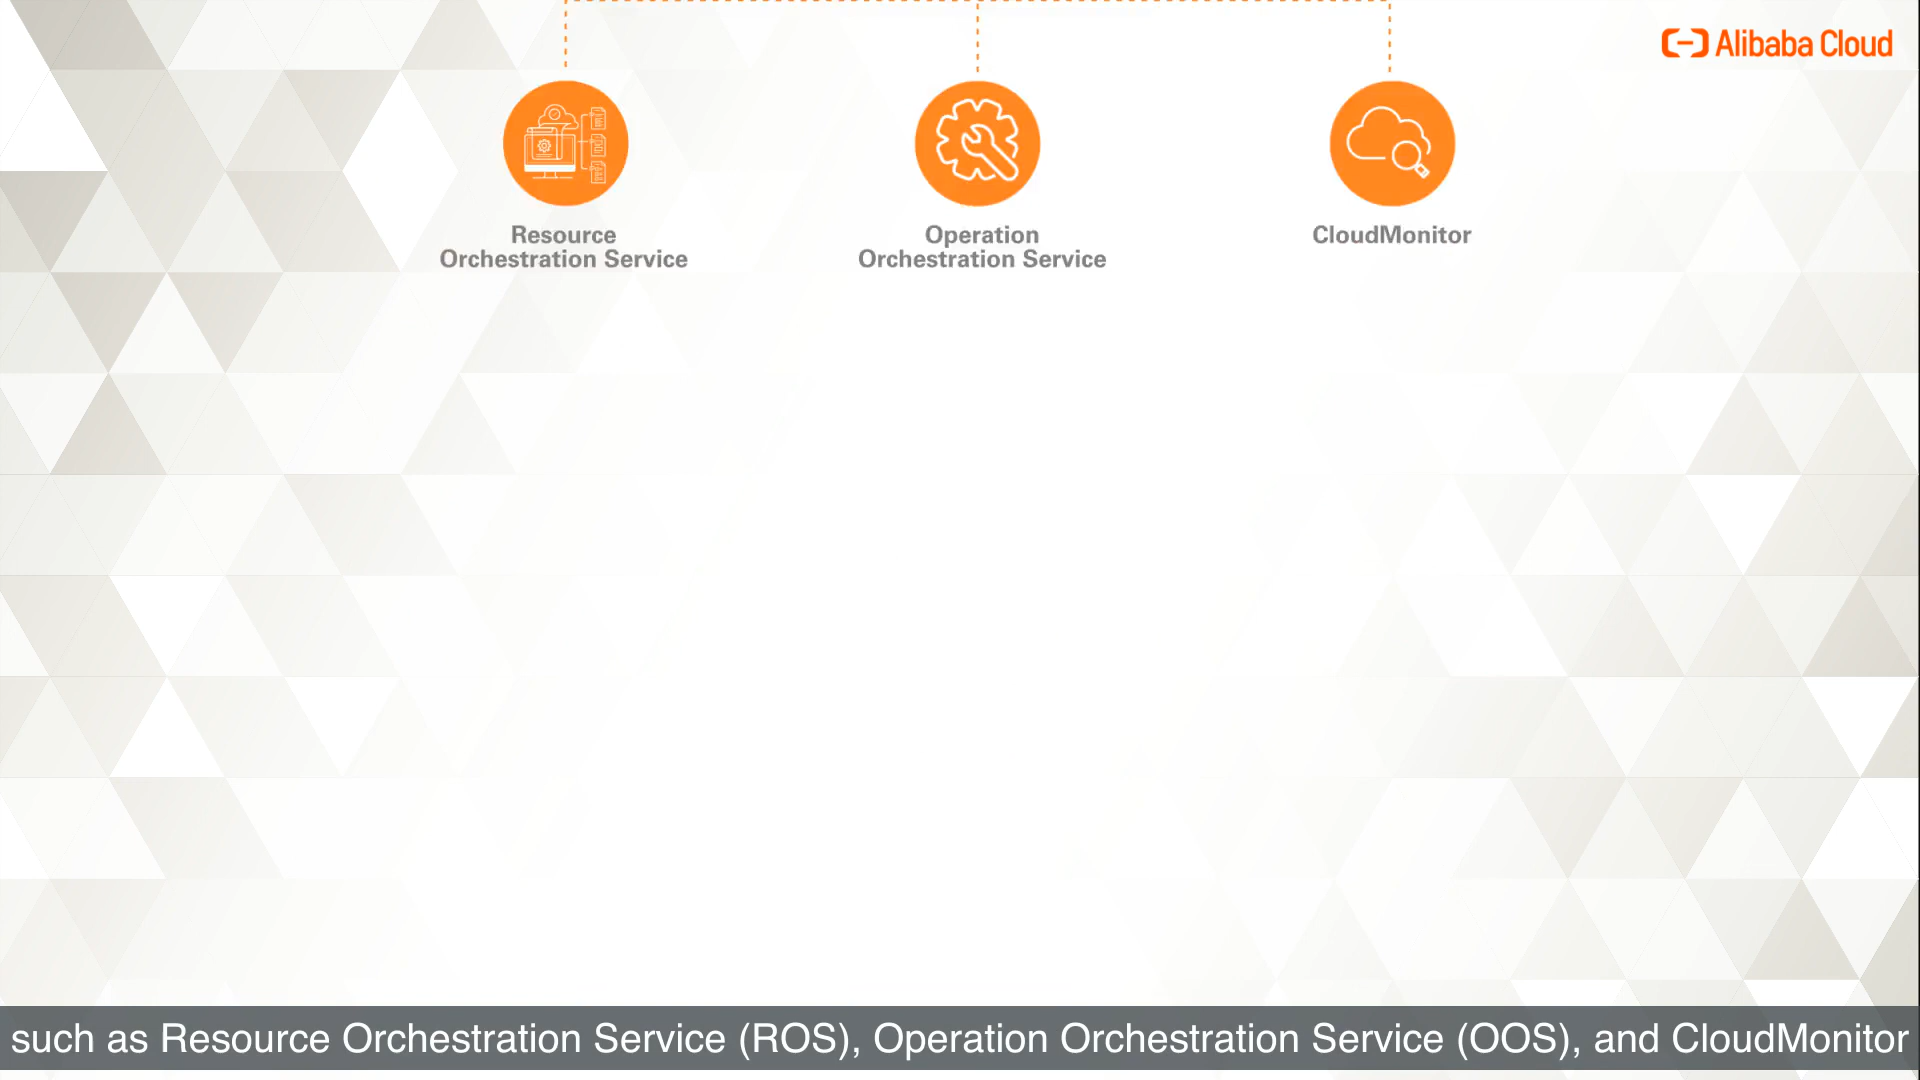 Alibaba Cloud
Resource
Orchestration Service
Operation
Orchestration Service
CloudMonitor
such as Resource Orchestration Service (ROS), Operation Orchestration Service (OOS), and CloudMonitor